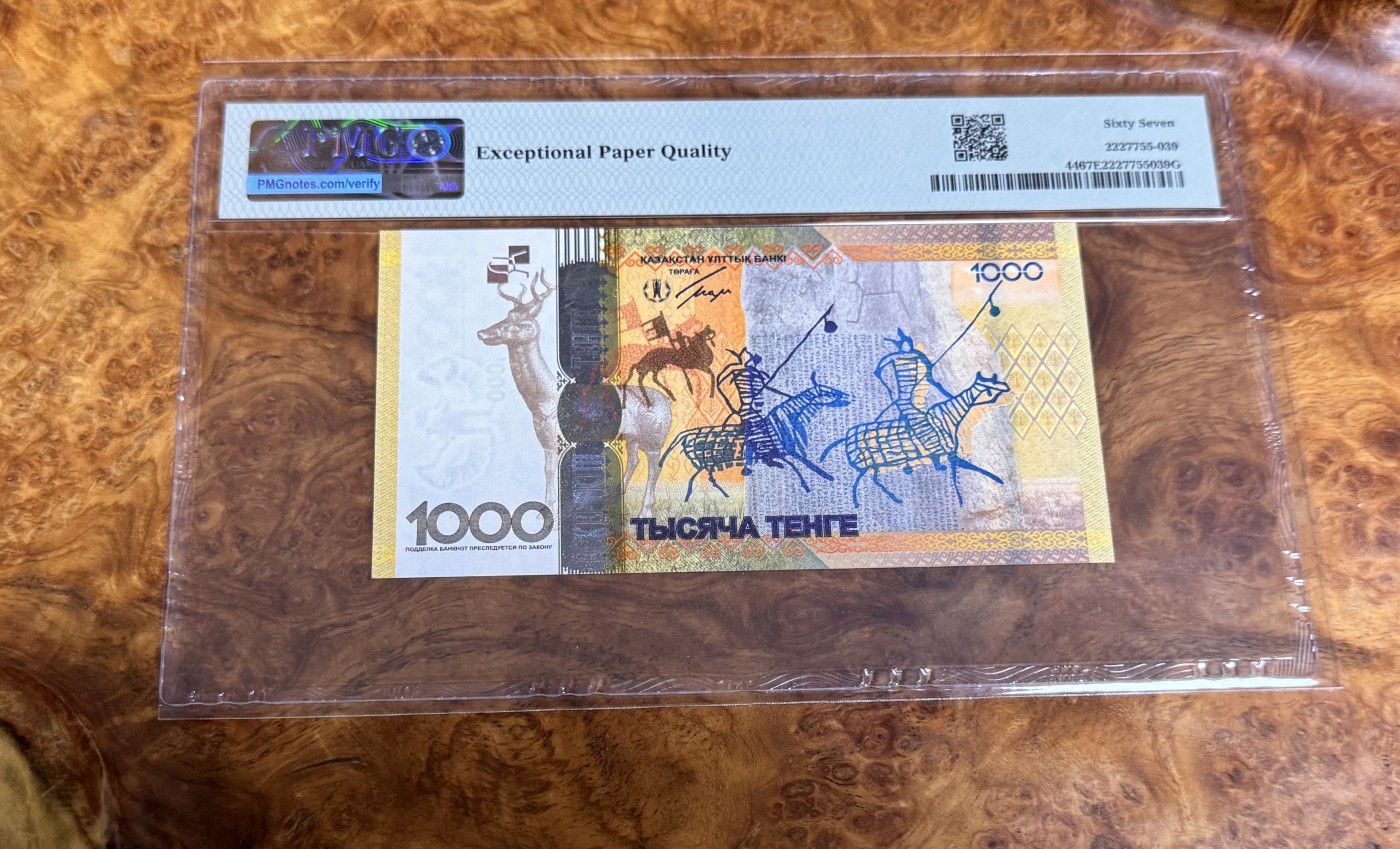 PMG
PMGnotes.com/verify
Exceptional Paper Quality
Sixty Seven
2227755-039
4467E2227755039G
ҚАЗАҚСТАН ҰЛТТЫҚ БАНКІ
ТӨРАҒА
1000
1000
ПОДДЕЛКА БАНКНОТ ПРЕСЛЕДУЕТСЯ ПО ЗАКОНУ
ТЫСЯЧА ТЕНГЕ